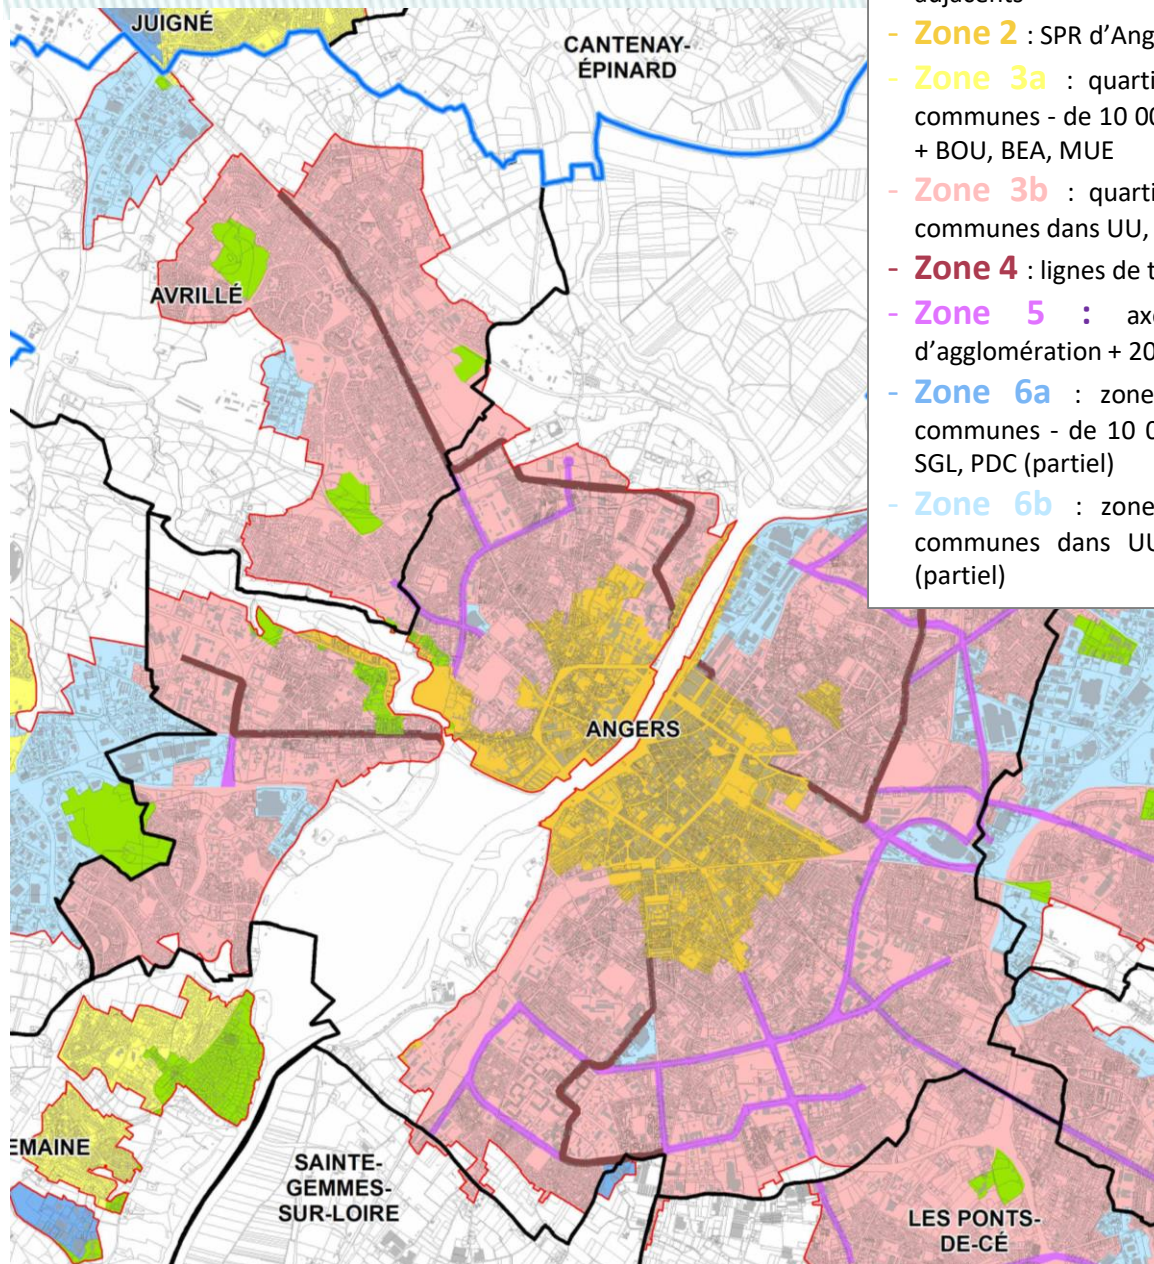 JUIGNÉ
CANTENAY-
ÉPINARD
AVRILLÉ
ANGERS
EMAINE
SAINTE-
GEMMES-
SUR-LOIRE
LES PONTS-
DE-CÉ
adjacents
- Zone 2 : SPR d’Ang
- Zone 3a : quarti
communes - de 10 00
+ BOU, BEA, MUE
- Zone 3b : quarti
communes dans UU,
- Zone 4 : lignes de t
- Zone 5 : axe
d’agglomération + 20
- Zone 6a : zone
communes - de 10 0
SGL, PDC (partiel)
- Zone 6b : zone
communes dans UU
(partiel)